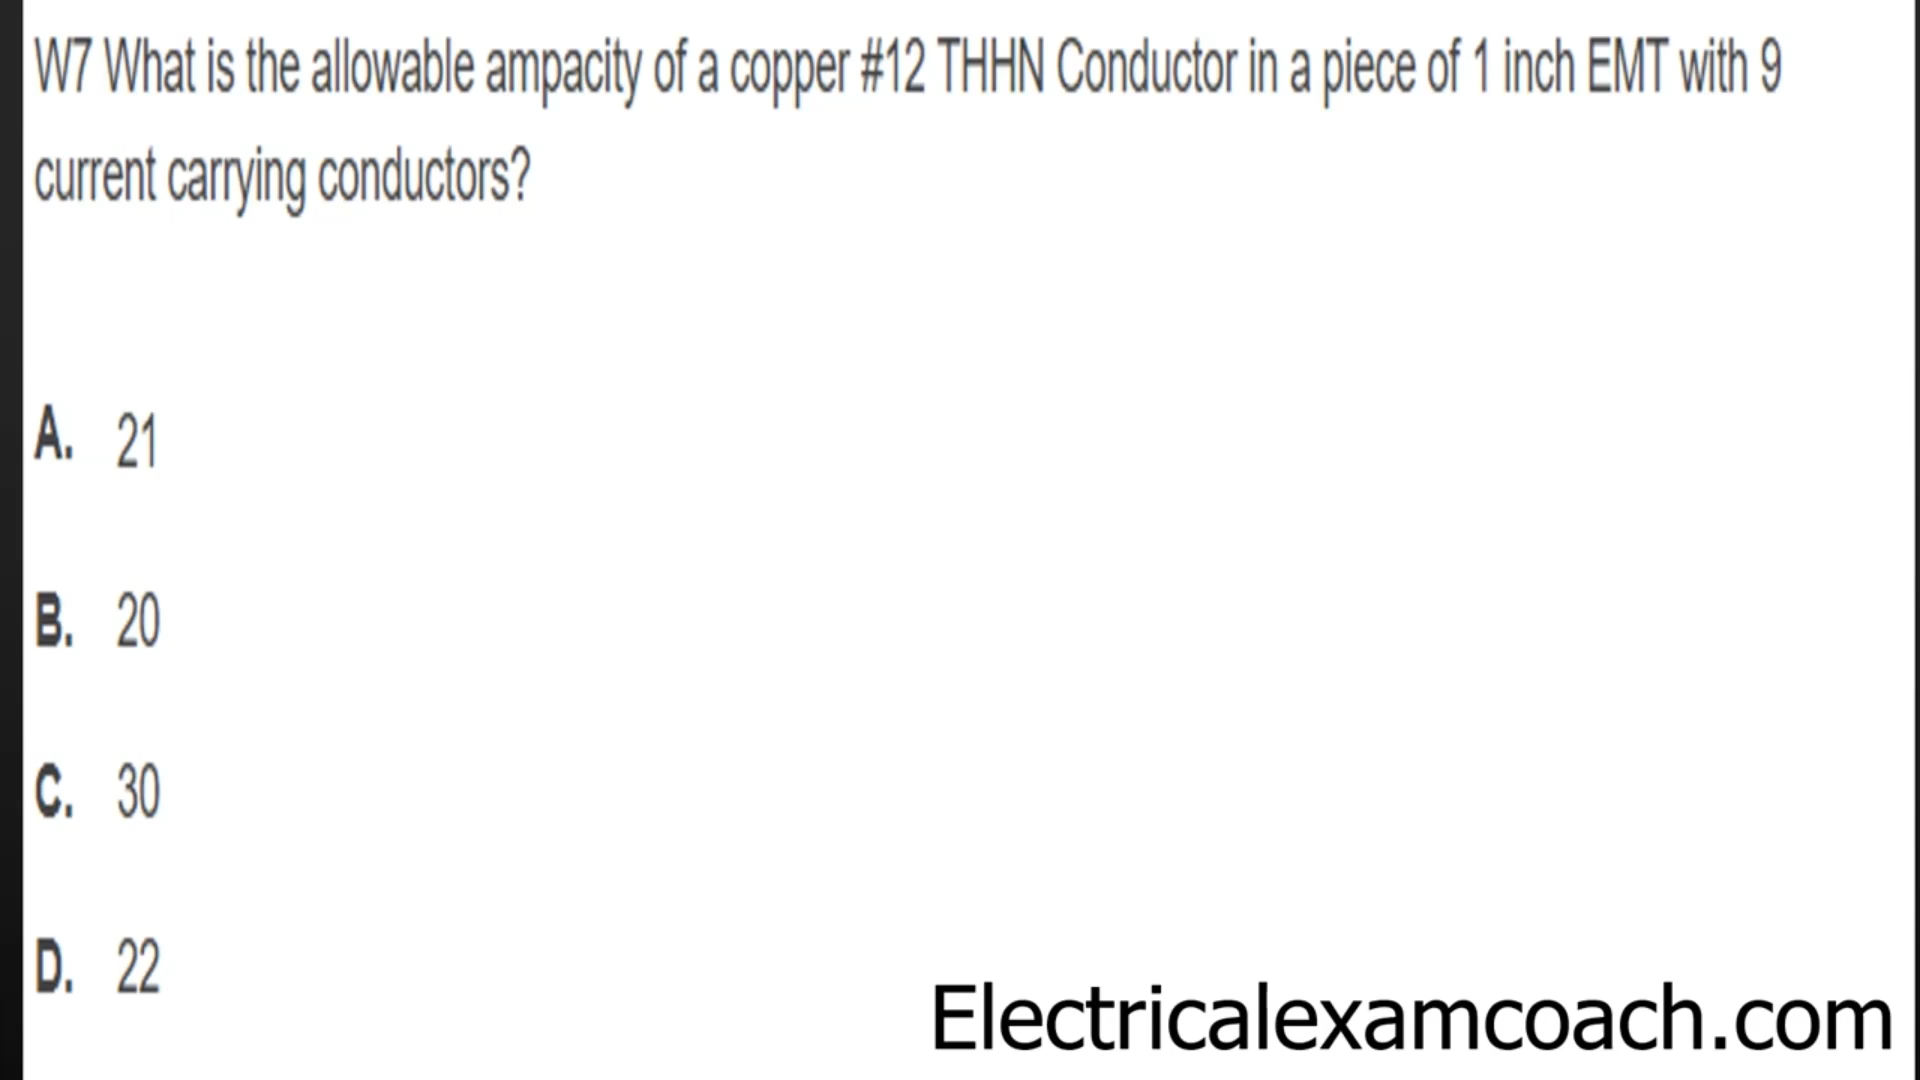 W7 What is the allowable ampacity of a copper #12 THHN Conductor in a piece of 1 inch EMT with 9
current carrying conductors?
A. 21
B. 20
C. 30
D. 22
Electricalexamcoach.com